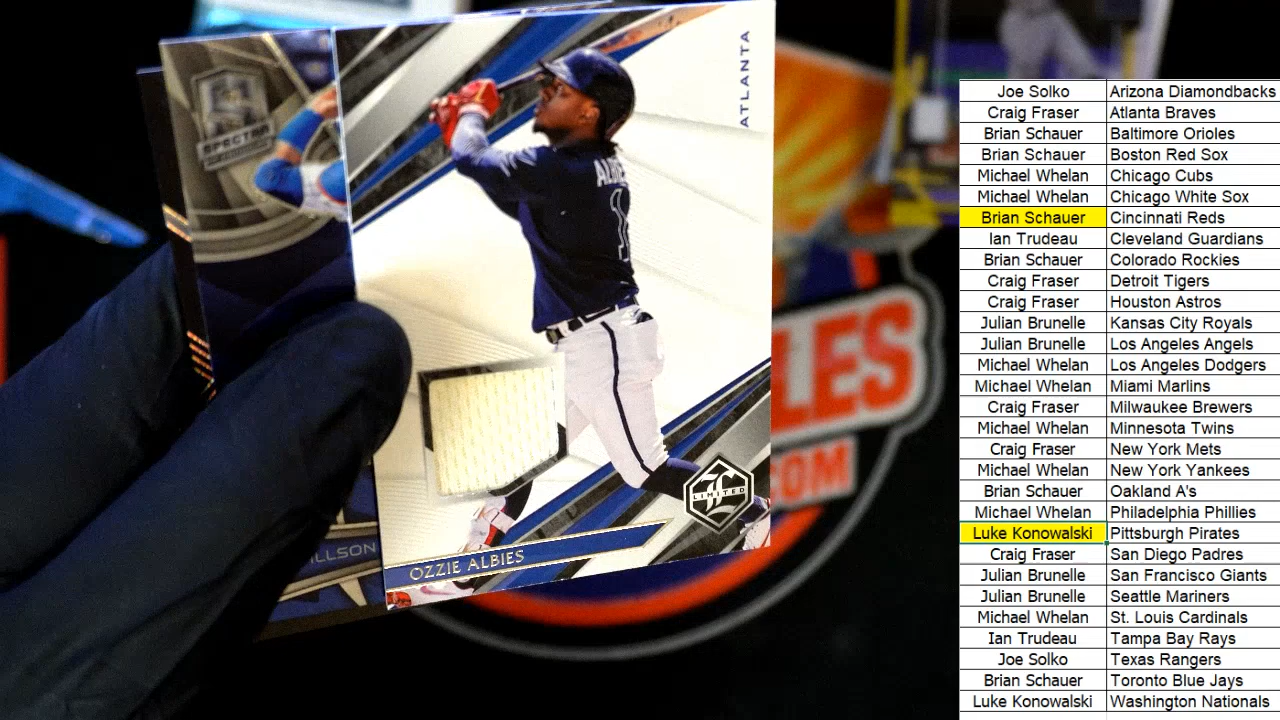 SPECTRA
ATLANTA
ALBIES
1
LIMITED
OZZIE ALBIES
ILLSON
LES
.COM
Joe Solko Arizona Diamondbacks
Craig Fraser Atlanta Braves
Brian Schauer Baltimore Orioles
Brian Schauer Boston Red Sox
Michael Whelan Chicago Cubs
Michael Whelan Chicago White Sox
Brian Schauer Cincinnati Reds
Ian Trudeau Cleveland Guardians
Brian Schauer Colorado Rockies
Craig Fraser Detroit Tigers
Craig Fraser Houston Astros
Julian Brunelle Kansas City Royals
Julian Brunelle Los Angeles Angels
Michael Whelan Los Angeles Dodgers
Michael Whelan Miami Marlins
Craig Fraser Milwaukee Brewers
Michael Whelan Minnesota Twins
Craig Fraser New York Mets
Michael Whelan New York Yankees
Brian Schauer Oakland A's
Michael Whelan Philadelphia Phillies
Luke Konowalski Pittsburgh Pirates
Craig Fraser San Diego Padres
Julian Brunelle San Francisco Giants
Julian Brunelle Seattle Mariners
Michael Whelan St. Louis Cardinals
Ian Trudeau Tampa Bay Rays
Joe Solko Texas Rangers
Brian Schauer Toronto Blue Jays
Luke Konowalski Washington Nationals